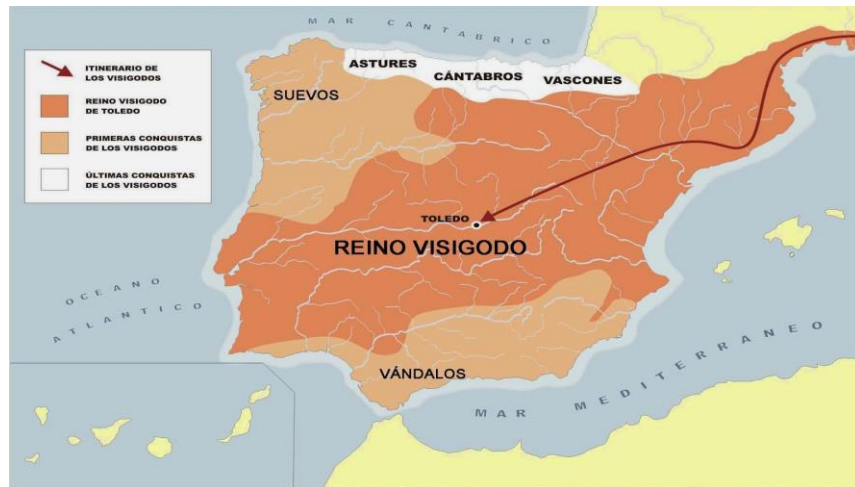 MAR CANTABRICO
ITINERARIO DE
LOS VISIGODOS
REINO VISIGODO
DE TOLEDO
PRIMERAS CONQUISTAS
DE LOS VISIGODOS
ÚLTIMAS CONQUISTAS
DE LOS VISIGODOS
ASTURES
CÁNTABROS
VASCONES
SUEVOS
TOLEDO
REINO VISIGODO
OCEANO
ATLANTICO
VÁNDALOS
MAR MEDITERRANEO